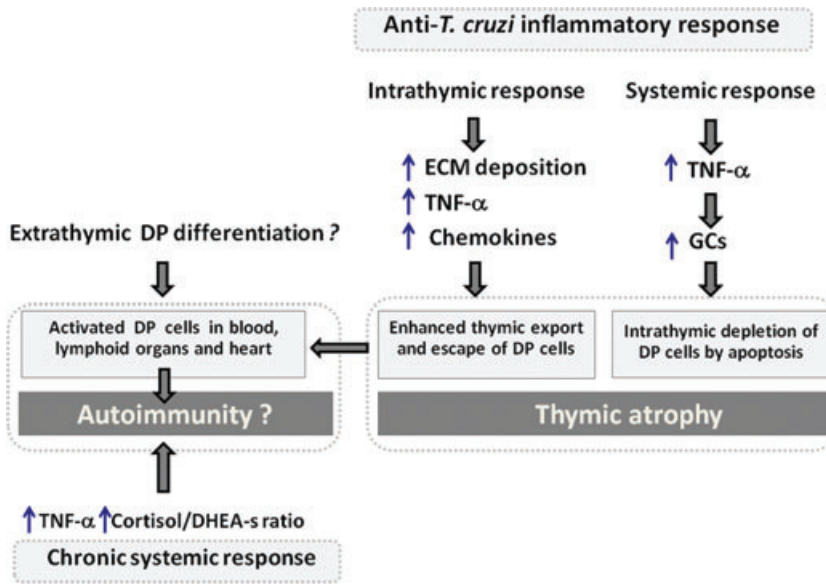 Anti-T. cruzi inflammatory response
Intrathymic response
Systemic response
↑ ECM deposition
↑ TNF-α
↑ Chemokines
↑ TNF-α
↑ GCs
Extrathymic DP differentiation ?
Activated DP cells in blood,
lymphoid organs and heart
Enhanced thymic export
and escape of DP cells
Intrathymic depletion of
DP cells by apoptosis
Autoimmunity ?
Thymic atrophy
↑TNF-α ↑Cortisol/DHEA-s ratio
Chronic systemic response